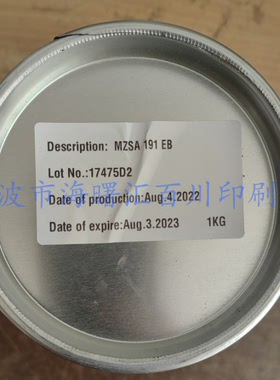 Description: MZSA 191 EB
Lot No.:17475D2
波市海曙汇百川印刷
Date of production:Aug.4.2022
Date of expire:Aug.3.2023 1KG